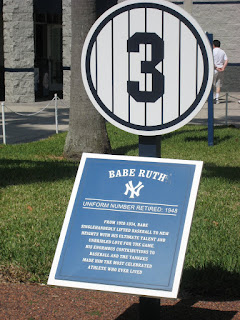 3
BABE RUTH
NY
UNIFORM NUMBER RETIRED: 1948
FROM 1920-1934, BABE
SINGLEHANDEDLY LIFTED BASEBALL TO NEW
HEIGHTS WITH HIS ULTIMATE TALENT AND
UNBRIDLED LOVE FOR THE GAME
HIS ENORMOUS CONTRIBUTIONS TO
BASEBALL AND THE YANKEES
MADE HIM THE MOST CELEBRATED
ATHLETE WHO EVER LIVED